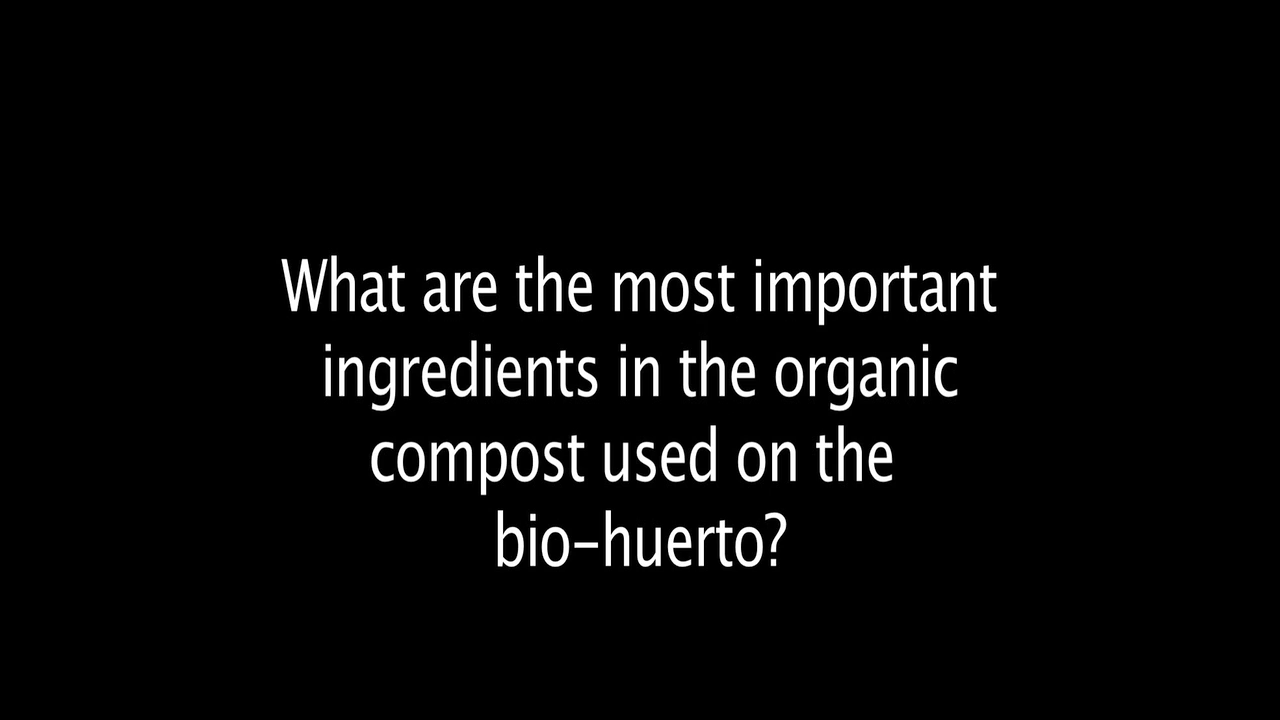 What are the most important
ingredients in the organic
compost used on the
bio-huerto?